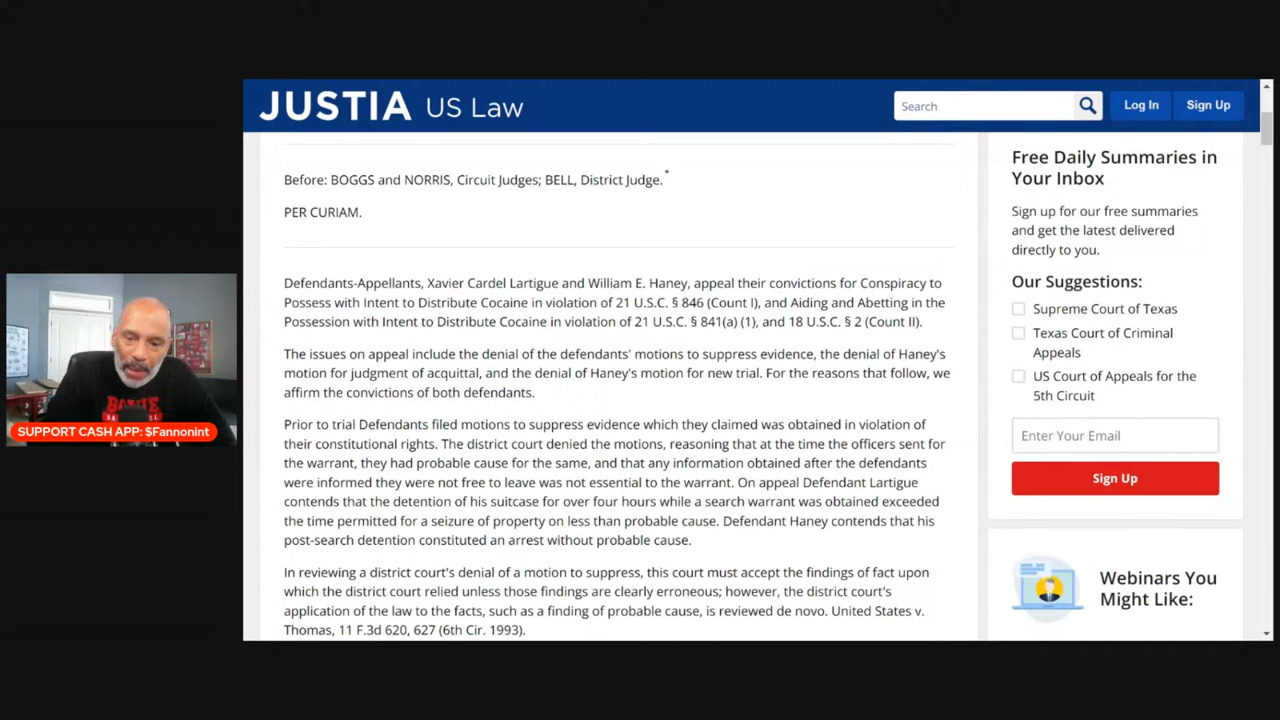 JUSTIA US Law
Search
Log In
Sign Up
Before: BOGGS and NORRIS, Circuit Judges; BELL, District Judge.*
PER CURIAM.
Defendants-Appellants, Xavier Cardel Lartigue and William E. Haney, appeal their convictions for Conspiracy to
Possess with Intent to Distribute Cocaine in violation of 21 U.S.C. § 846 (Count I), and Aiding and Abetting in the
Possession with Intent to Distribute Cocaine in violation of 21 U.S.C. § 841(a) (1), and 18 U.S.C. § 2 (Count II).
The issues on appeal include the denial of the defendants' motions to suppress evidence, the denial of Haney's
motion for judgment of acquittal, and the denial of Haney's motion for new trial. For the reasons that follow, we
affirm the convictions of both defendants.
Prior to trial Defendants filed motions to suppress evidence which they claimed was obtained in violation of
their constitutional rights. The district court denied the motions, reasoning that at the time the officers sent for
the warrant, they had probable cause for the same, and that any information obtained after the defendants
were informed they were not free to leave was not essential to the warrant. On appeal Defendant Lartigue
contends that the detention of his suitcase for over four hours while a search warrant was obtained exceeded
the time permitted for a seizure of property on less than probable cause. Defendant Haney contends that his
post-search detention constituted an arrest without probable cause.
In reviewing a district court's denial of a motion to suppress, this court must accept the findings of fact upon
which the district court relied unless those findings are clearly erroneous; however, the district court's
application of the law to the facts, such as a finding of probable cause, is reviewed de novo. United States v.
Thomas, 11 F.3d 620, 627 (6th Cir. 1993).
Free Daily Summaries in
Your Inbox
Sign up for our free summaries
and get the latest delivered
directly to you.
Our Suggestions:
Supreme Court of Texas
Texas Court of Criminal
Appeals
US Court of Appeals for the
5th Circuit
Enter Your Email
Sign Up
Webinars You
Might Like:
SUPPORT CASH APP: $Fannonint